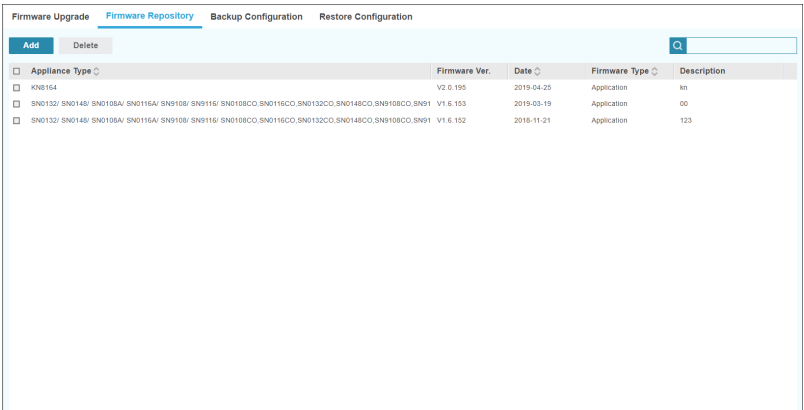 Firmware Upgrade Firmware Repository Backup Configuration Restore Configuration
Add Delete
Appliance Type Firmware Ver. Date Firmware Type Description
KN8164 V2.0.195 2019-04-25 Application kn
SN0132/ SN0148/ SN0108A/ SN0116A/ SN9108/ SN9116/ SN0108CO,SN0116CO,SN0132CO,SN0148CO,SN9108CO,SN91 V1.6.153 2019-03-19 Application 00
SN0132/ SN0148/ SN0108A/ SN0116A/ SN9108/ SN9116/ SN0108CO,SN0116CO,SN0132CO,SN0148CO,SN9108CO,SN91 V1.6.152 2018-11-21 Application 123